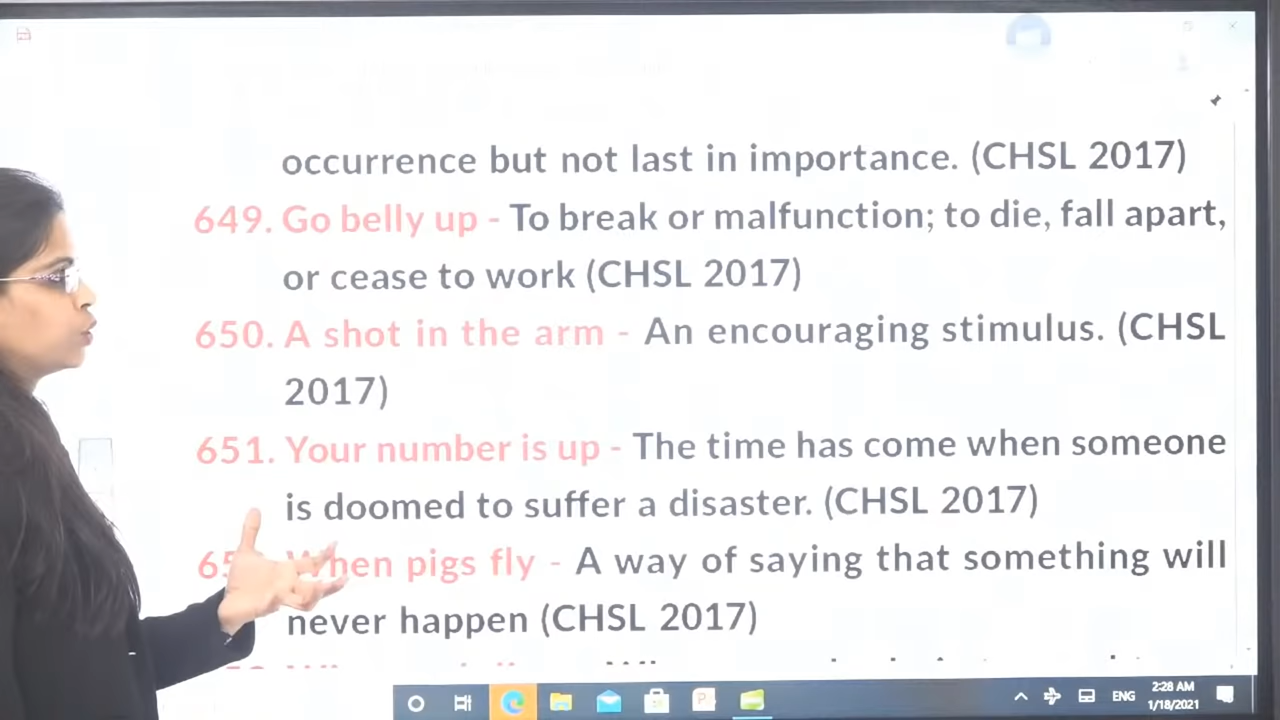 occurrence but not last in importance. (CHSL 2017)
649. Go belly up - To break or malfunction; to die, fall apart,
or cease to work (CHSL 2017)
650. A shot in the arm - An encouraging stimulus. (CHSL
2017)
651. Your number is up - The time has come when someone
is doomed to suffer a disaster. (CHSL 2017)
65 When pigs fly - A way of saying that something will
never happen (CHSL 2017)
ENG
2:28 AM
1/18/2021